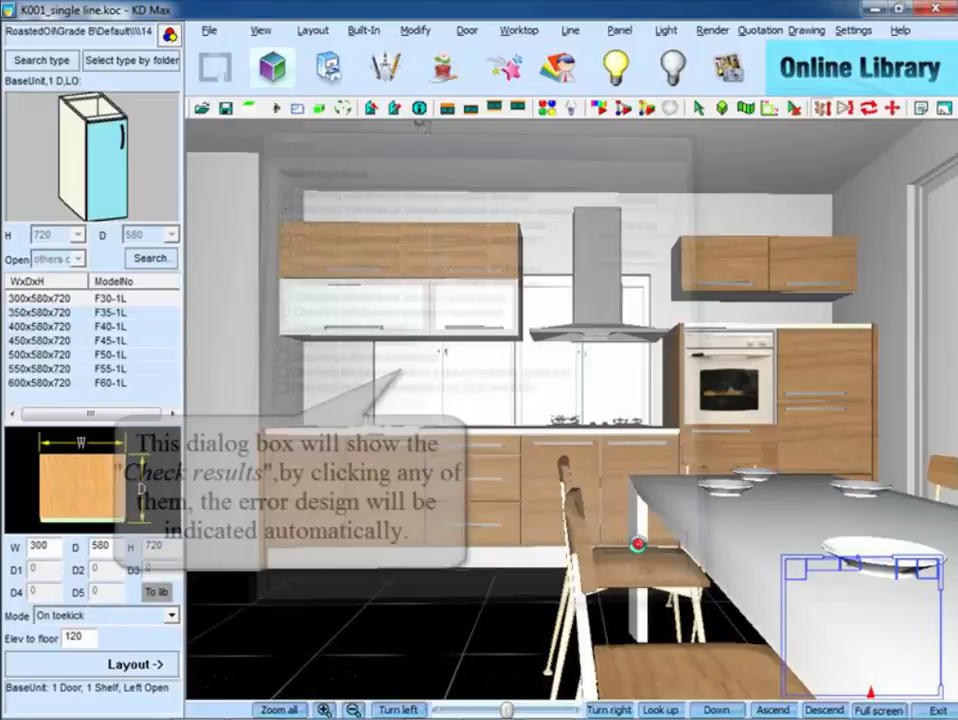 K001_single line.koc - KD Max
RoastedOil\Grade B\Default\\\\14
File View Layout Built-In Modify Door Worktop Line Panel Light Render Quotation Drawing Settings Help
Search type Select type by folder
Online Library
BaseUnit,1 D,LO:
H 720 D 580
Open others c Search..
WxDxH ModelNo
300x580x720 F30-1L
350x580x720 F35-1L
400x580x720 F40-1L
450x580x720 F45-1L
500x580x720 F50-1L
550x580x720 F55-1L
600x580x720 F60-1L
W
D
This dialog box will show the
"Check results",by clicking any of
them, the error design will be
indicated automatically.
W 300 D 580 H 720
D1 0 D2 0 D3 0
D4 0 D5 0 To lib
Mode On toekick
Elev to floor 120
Layout ->
BaseUnit: 1 Door, 1 Shelf, Left Open
Zoom all Turn left Turn right Look up Down Ascend Descend Full screen Exit